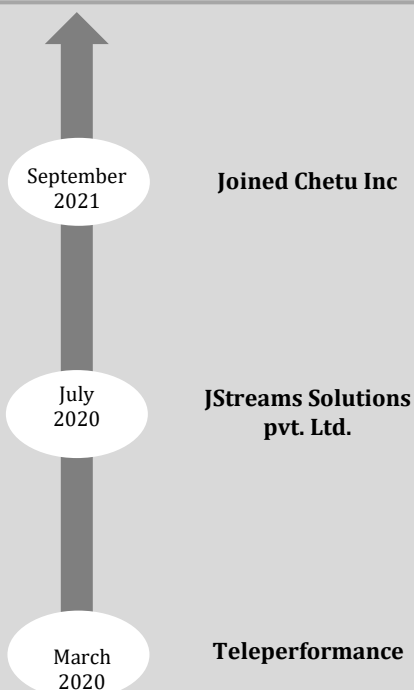 September
2021
Joined Chetu Inc
July
2020
JStreams Solutions
pvt. Ltd.
March
2020
Teleperformance